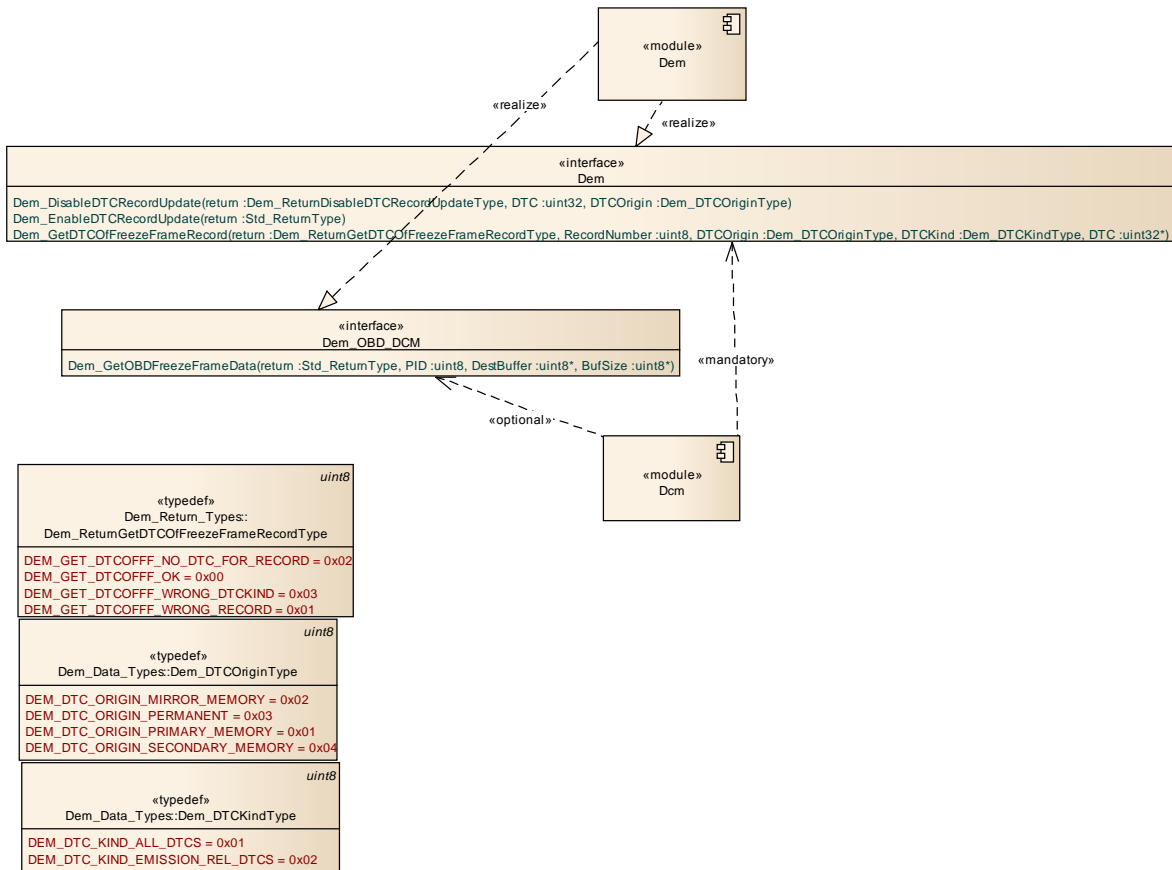 «module»
Dem
«realize»
«realize»
«interface»
Dem
Dem_DisableDTCRecordUpdate(return :Dem_ReturnDisableDTCRecordUpdateType, DTC :uint32, DTCOrigin :Dem_DTCOriginType)
Dem_EnableDTCRecordUpdate(return :Std_ReturnType)
Dem_GetDTCOfFreezeFrameRecord(return :Dem_ReturnGetDTCOfFreezeFrameRecordType, RecordNumber :uint8, DTCOrigin :Dem_DTCOriginType, DTCKind :Dem_DTCKindType, DTC :uint32*)
«interface»
Dem_OBD_DCM
Dem_GetOBDFreezeFrameData(return :Std_ReturnType, PID :uint8, DestBuffer :uint8*, BufSize :uint8*)
«mandatory»
«optional»
«module»
Dcm
uint8
«typedef»
Dem_Return_Types::
Dem_ReturnGetDTCOfFreezeFrameRecordType
DEM_GET_DTCOFFF_NO_DTC_FOR_RECORD = 0x02
DEM_GET_DTCOFFF_OK = 0x00
DEM_GET_DTCOFFF_WRONG_DTCKIND = 0x03
DEM_GET_DTCOFFF_WRONG_RECORD = 0x01
uint8
«typedef»
Dem_Data_Types::Dem_DTCOriginType
DEM_DTC_ORIGIN_MIRROR_MEMORY = 0x02
DEM_DTC_ORIGIN_PERMANENT = 0x03
DEM_DTC_ORIGIN_PRIMARY_MEMORY = 0x01
DEM_DTC_ORIGIN_SECONDARY_MEMORY = 0x04
uint8
«typedef»
Dem_Data_Types::Dem_DTCKindType
DEM_DTC_KIND_ALL_DTCS = 0x01
DEM_DTC_KIND_EMISSION_REL_DTCS = 0x02